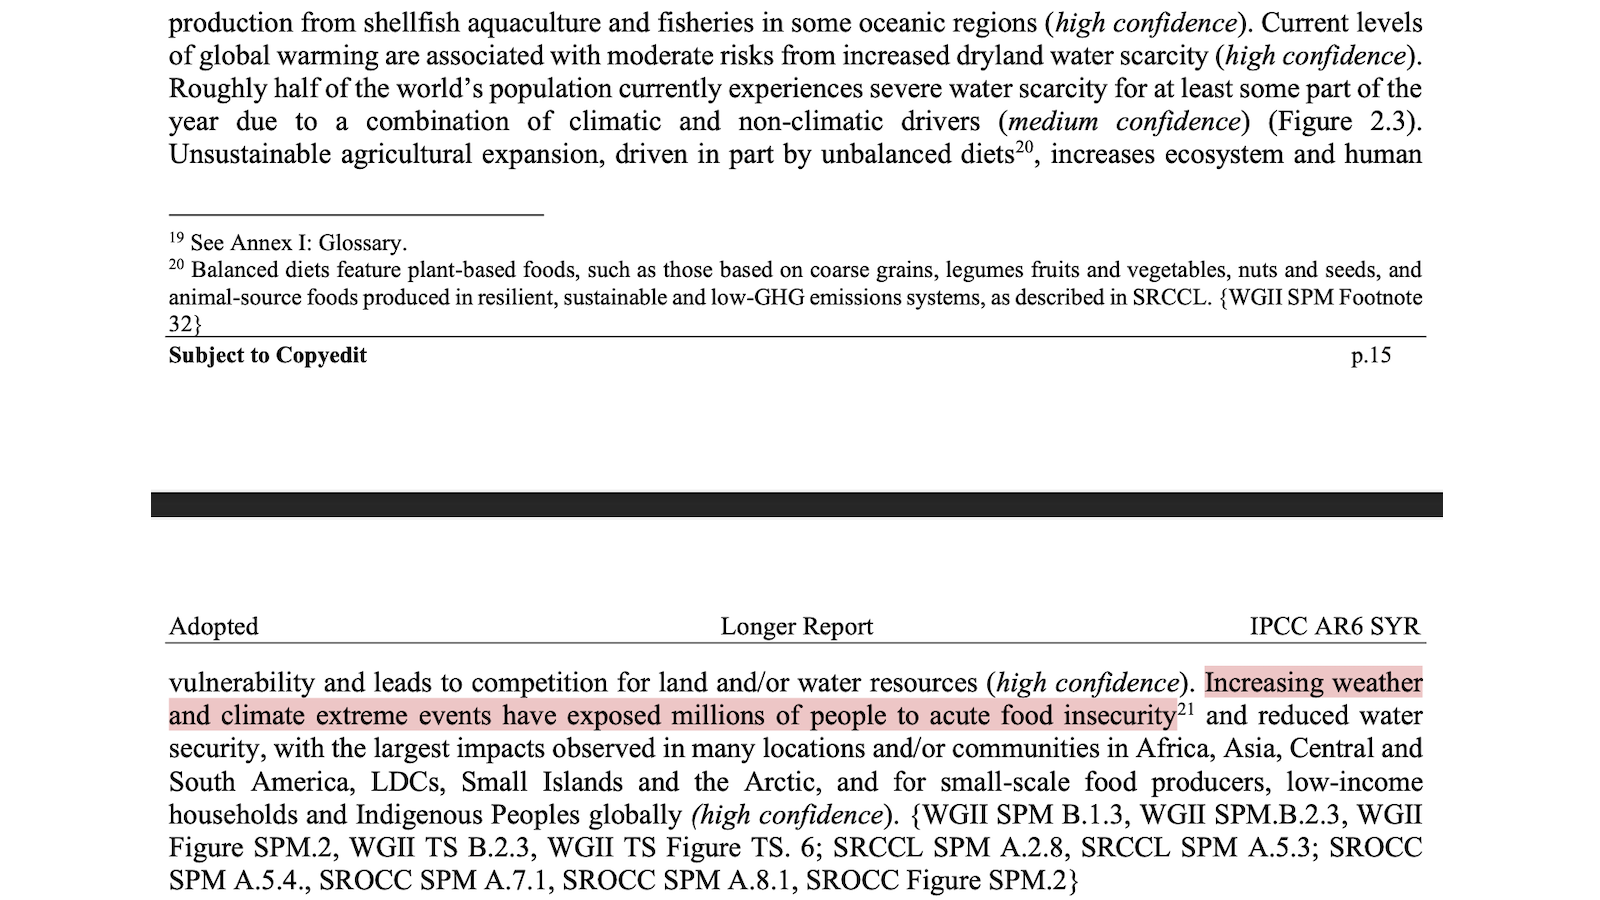 production from shellfish aquaculture and fisheries in some oceanic regions (high confidence). Current levels
of global warming are associated with moderate risks from increased dryland water scarcity (high confidence).
Roughly half of the world’s population currently experiences severe water scarcity for at least some part of the
year due to a combination of climatic and non-climatic drivers (medium confidence) (Figure 2.3).
Unsustainable agricultural expansion, driven in part by unbalanced diets20, increases ecosystem and human
19 See Annex I: Glossary.
20 Balanced diets feature plant-based foods, such as those based on coarse grains, legumes fruits and vegetables, nuts and seeds, and
animal-source foods produced in resilient, sustainable and low-GHG emissions systems, as described in SRCCL. {WGII SPM Footnote
32}
Subject to Copyedit p.15
Adopted Longer Report IPCC AR6 SYR
vulnerability and leads to competition for land and/or water resources (high confidence). Increasing weather
and climate extreme events have exposed millions of people to acute food insecurity21 and reduced water
security, with the largest impacts observed in many locations and/or communities in Africa, Asia, Central and
South America, LDCs, Small Islands and the Arctic, and for small-scale food producers, low-income
households and Indigenous Peoples globally (high confidence). {WGII SPM B.1.3, WGII SPM.B.2.3, WGII
Figure SPM.2, WGII TS B.2.3, WGII TS Figure TS. 6; SRCCL SPM A.2.8, SRCCL SPM A.5.3; SROCC
SPM A.5.4., SROCC SPM A.7.1, SROCC SPM A.8.1, SROCC Figure SPM.2}